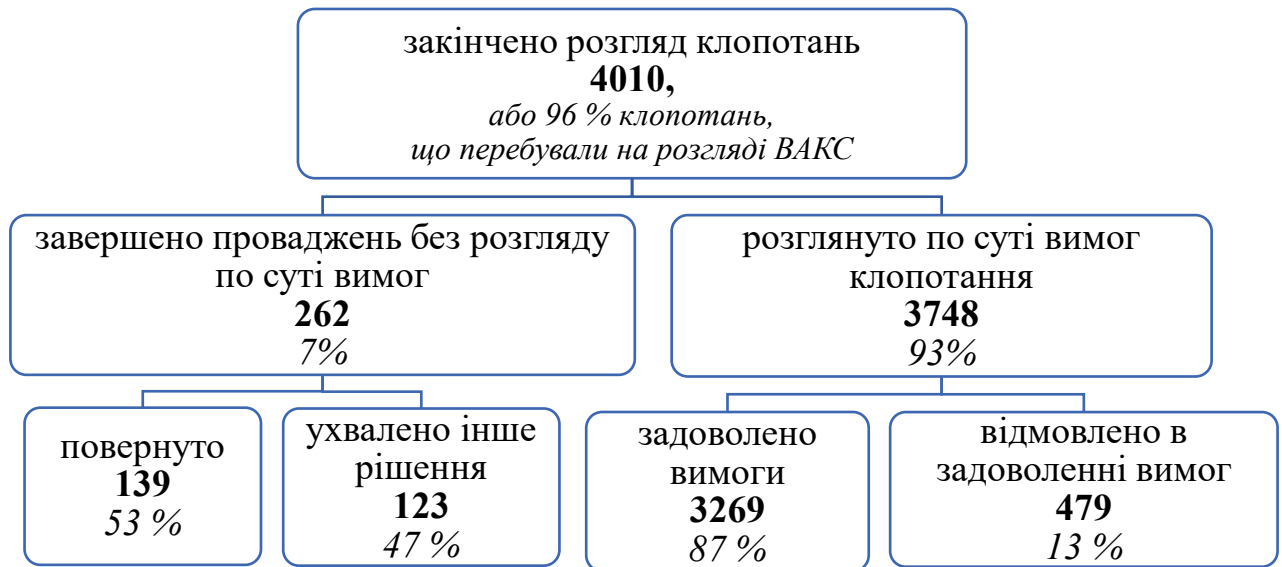 закінчено розгляд клопотань
4010,
або 96 % клопотань,
що перебували на розгляді ВАКС
завершено проваджень без розгляду
по суті вимог
262
7%
розглянуто по суті вимог
клопотання
3748
93%
повернуто
139
53 %
ухвалено інше
рішення
123
47 %
задоволено
вимоги
3269
87 %
відмовлено в
задоволенні вимог
479
13 %